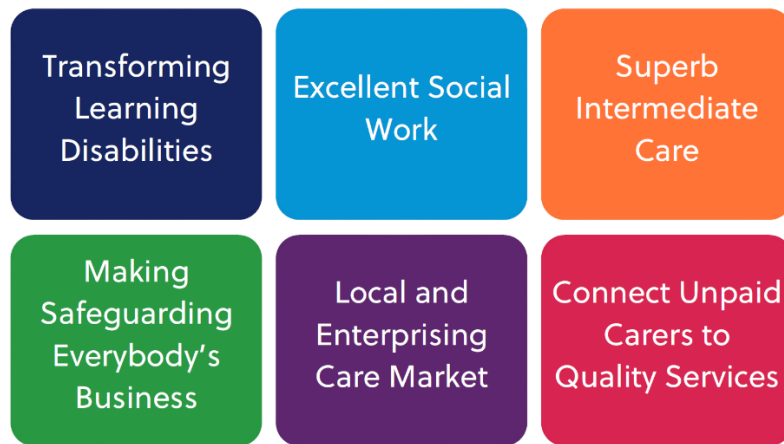 Transforming
Learning
Disabilities
Excellent Social
Work
Superb
Intermediate
Care
Making
Safeguarding
Everybody's
Business
Local and
Enterprising
Care Market
Connect Unpaid
Carers to
Quality Services